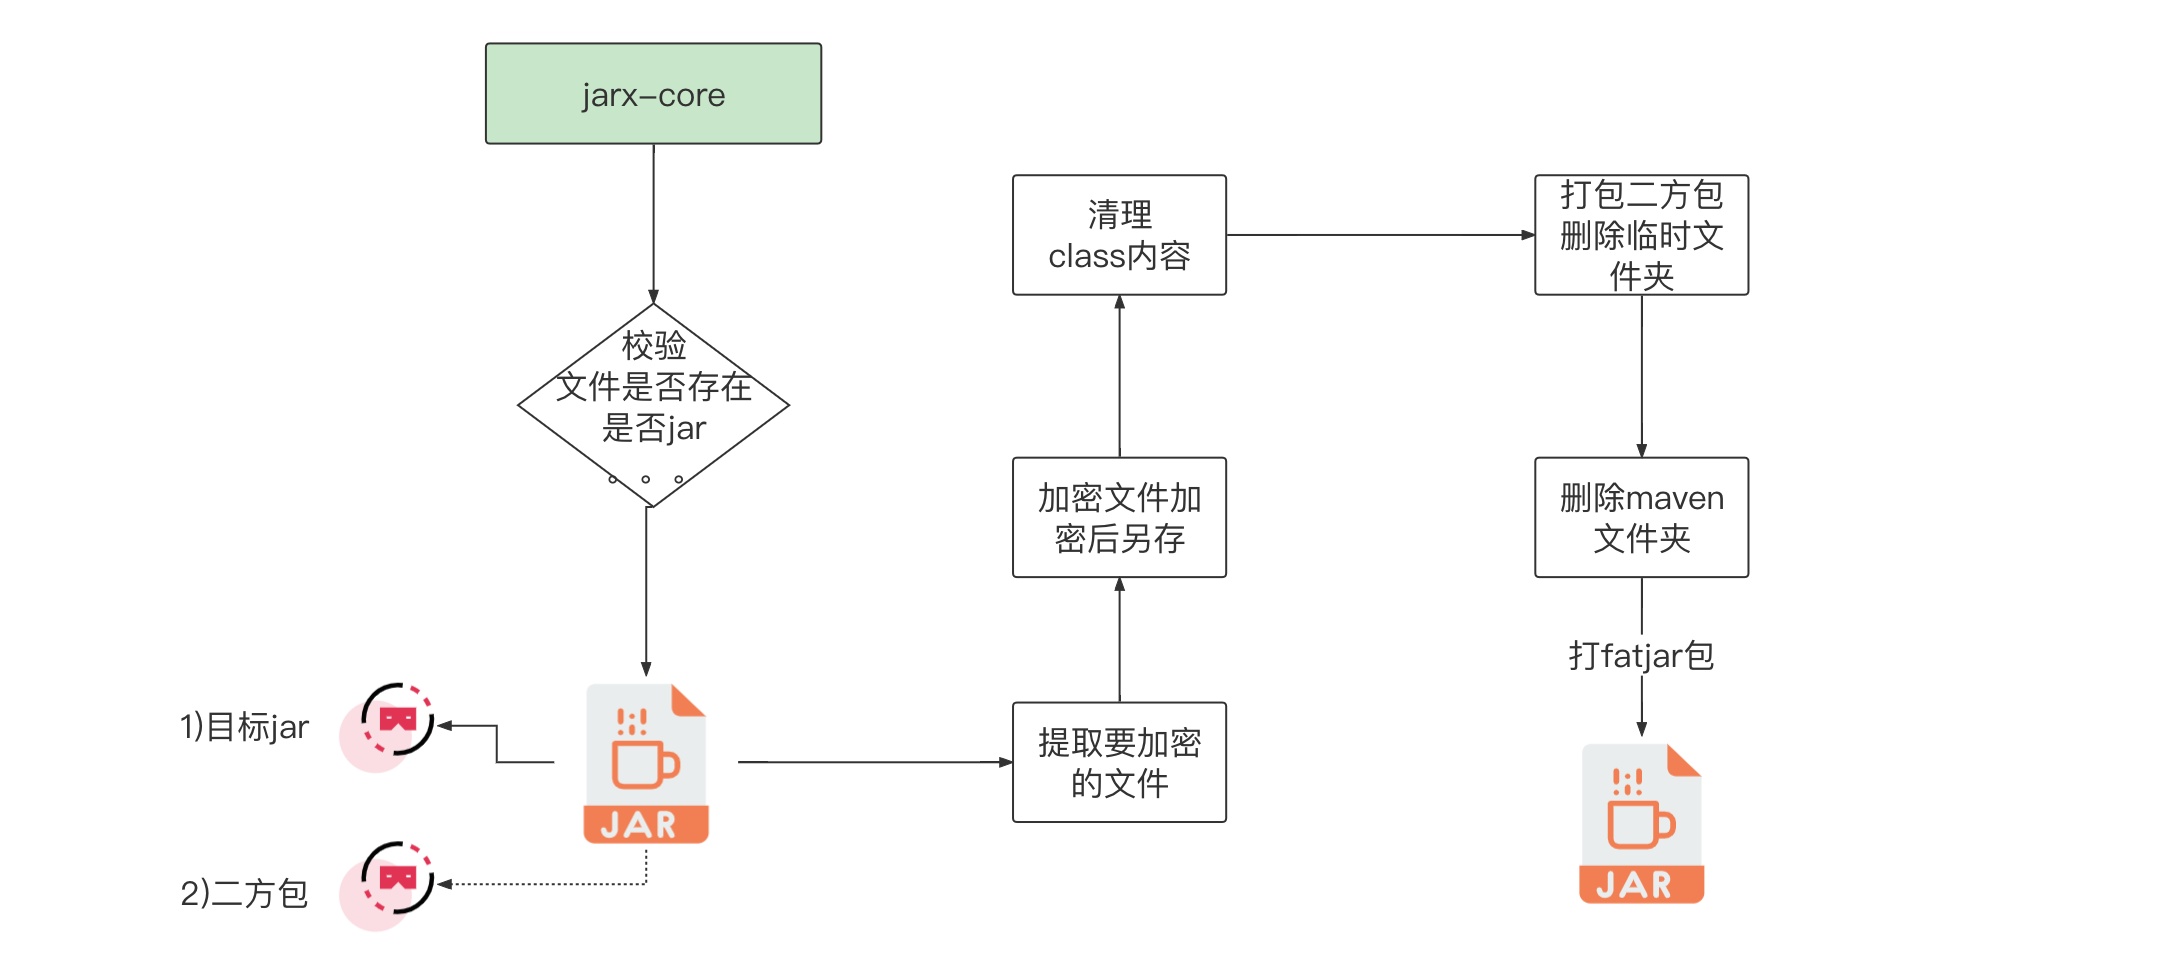 jarx–core
校验
文件是否存在
是否jar
1)目标jar
2)二方包
JAR
提取要加密
的文件
加密文件加
密后另存
清理
class内容
打包二方包
删除临时文
件夹
删除maven
文件夹
打fatjar包
JAR